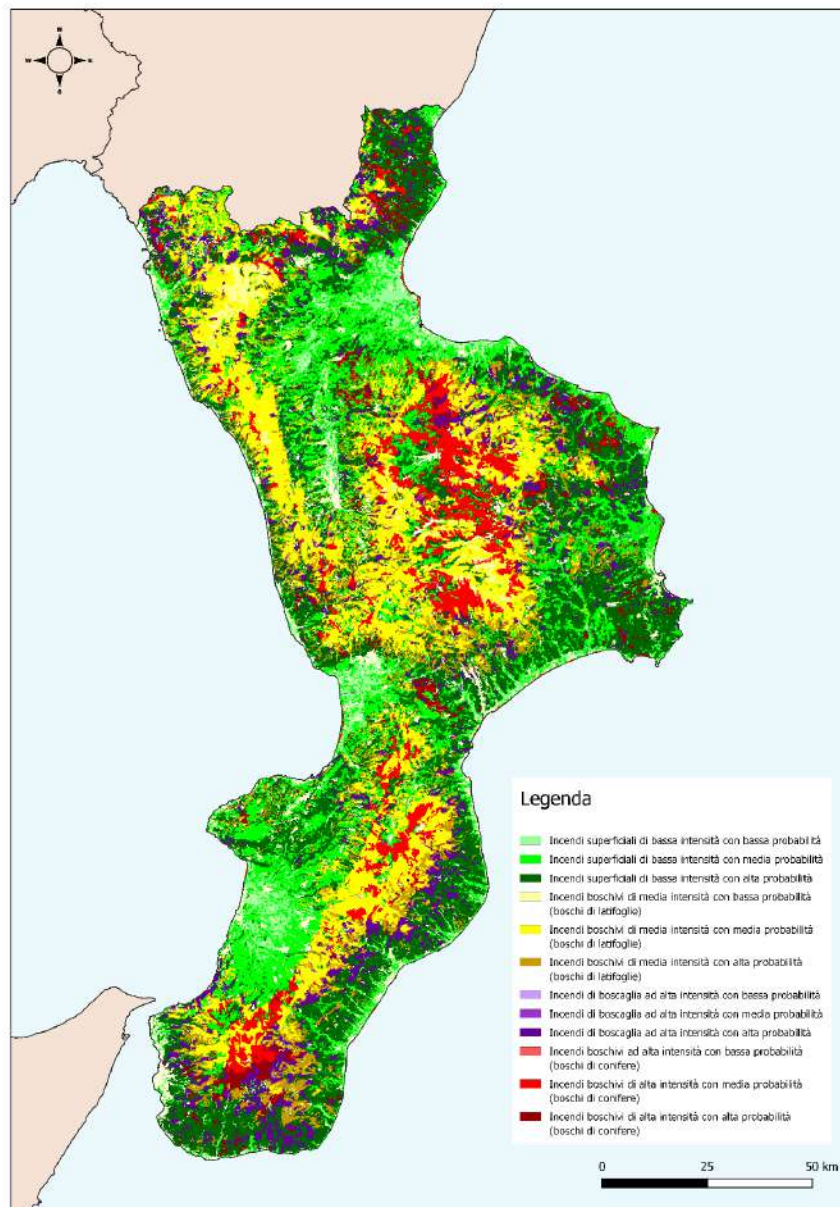 N
W E
S
Legenda
Incendi superficiali di bassa intensità con bassa probabilità
Incendi superficiali di bassa intensità con media probabilità
Incendi superficiali di bassa intensità con alta probabilità
Incendi boschivi di media intensità con bassa probabilità
(boschi di latifoglie)
Incendi boschivi di media intensità con media probabilità
(boschi di latifoglie)
Incendi boschivi di media intensità con alta probabilità
(boschi di latifoglie)
Incendi di boscaglia ad alta intensità con bassa probabilità
Incendi di boscaglia ad alta intensità con media probabilità
Incendi di boscaglia ad alta intensità con alta probabilità
Incendi boschivi ad alta intensità con bassa probabilità
(boschi di conifere)
Incendi boschivi di alta intensità con media probabilità
(boschi di conifere)
Incendi boschivi di alta intensità con alta probabilità
(boschi di conifere)
0 25 50 km